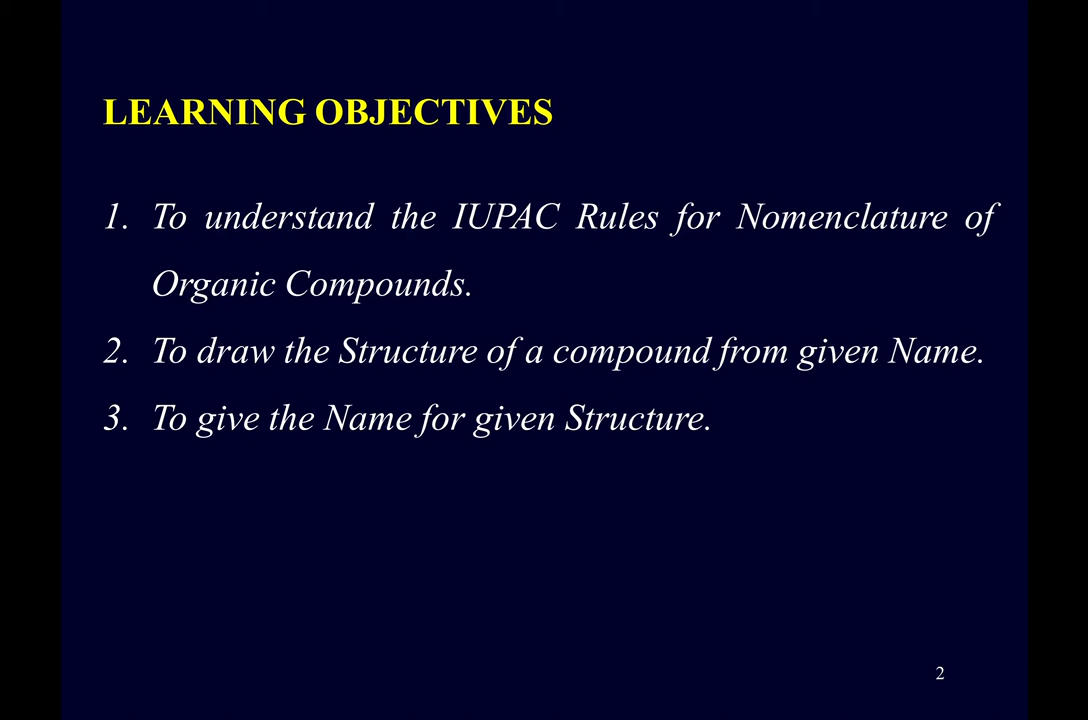 LEARNING OBJECTIVES
1. To understand the IUPAC Rules for Nomenclature of
Organic Compounds.
2. To draw the Structure of a compound from given Name.
3. To give the Name for given Structure.
2